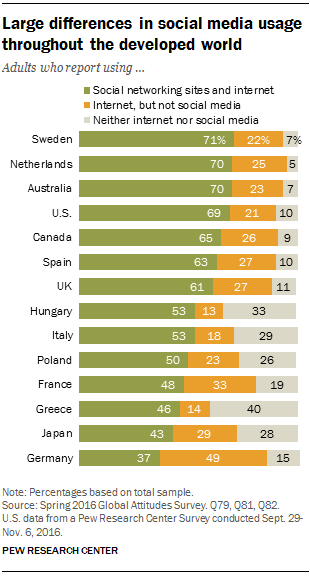 Large differences in social media usage
throughout the developed world
Adults who report using ...
Social networking sites and internet
Internet, but not social media
Neither internet nor social media
Sweden 71% 22% 7%
Netherlands 70 25 5
Australia 70 23 7
U.S. 69 21 10
Canada 65 26 9
Spain 63 27 10
UK 61 27 11
Hungary 53 13 33
Italy 53 18 29
Poland 50 23 26
France 48 33 19
Greece 46 14 40
Japan 43 29 28
Germany 37 49 15
Note: Percentages based on total sample.
Source: Spring 2016 Global Attitudes Survey. Q79, Q81, Q82.
U.S. data from a Pew Research Center Survey conducted Sept. 29-
Nov. 6, 2016.
PEW RESEARCH CENTER